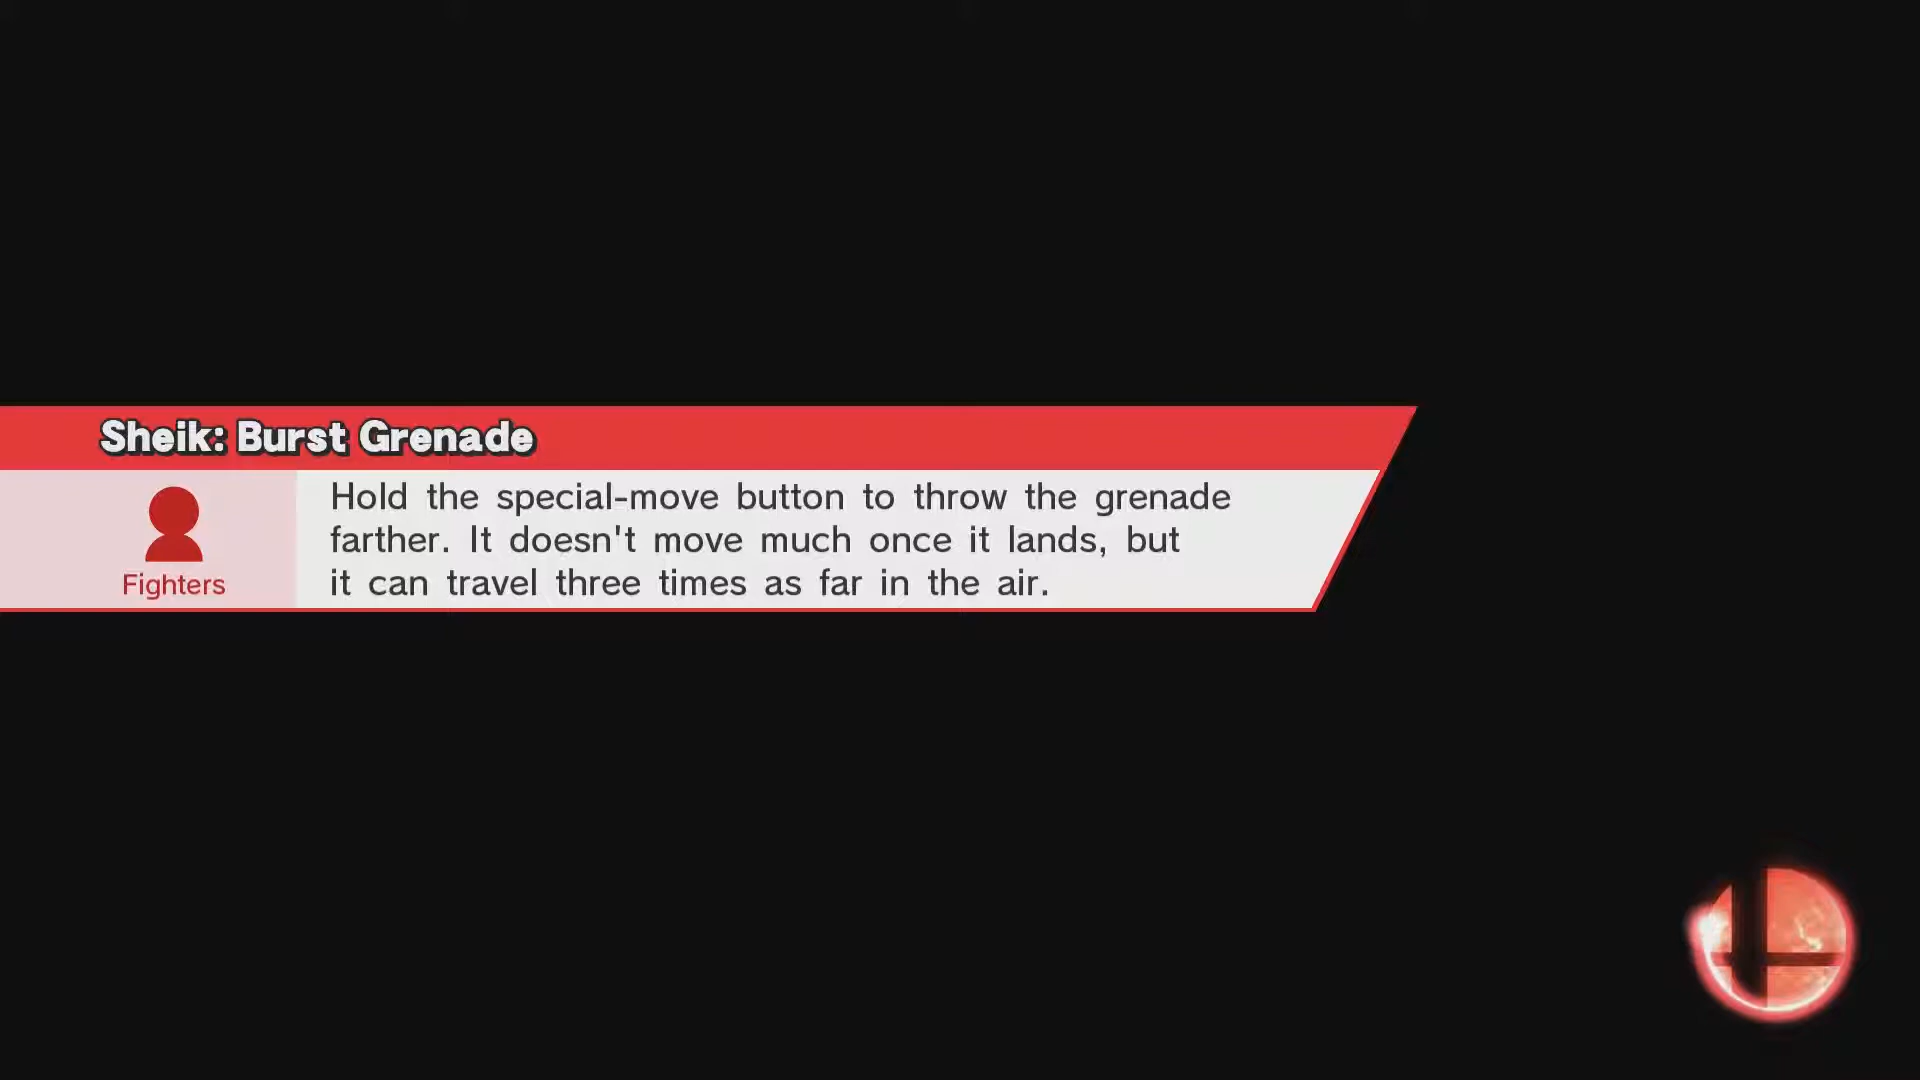 Sheik: Burst Grenade
Fighters
Hold the special-move button to throw the grenade
farther. It doesn't move much once it lands, but
it can travel three times as far in the air.